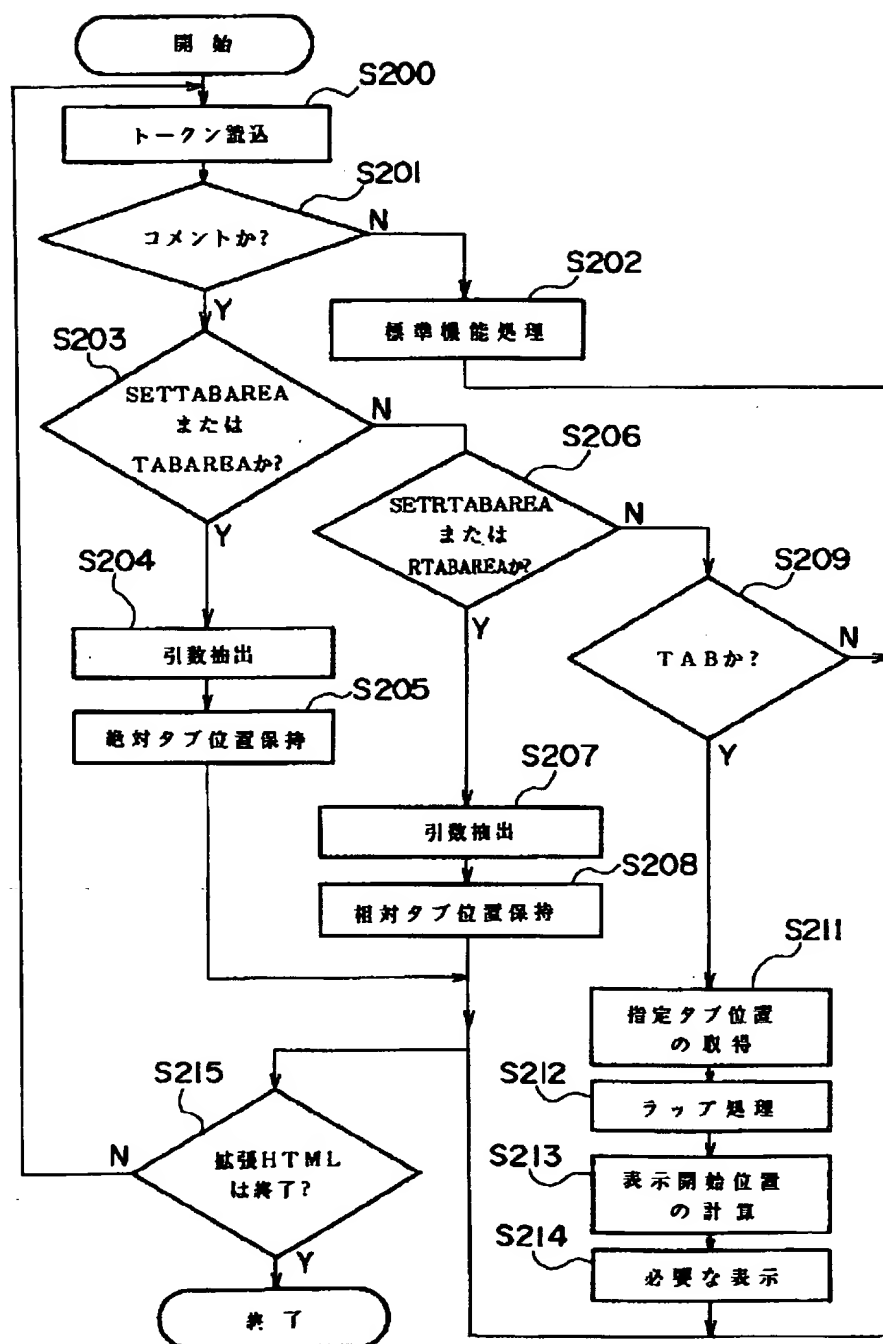 開始
S200
トークン読込
S201
コメントか?
N
Y
S202
標準機能処理
S203
SETTABAREA
または
TABAREAか?
N
Y
S204
引数抽出
S205
絶対タブ位置保持
S206
SETRTABAREA
または
RTABAREAか?
N
Y
S207
引数抽出
S208
相対タブ位置保持
S209
TABか?
N
Y
S211
指定タブ位置
の取得
S212
ラップ処理
S213
表示開始位置
の計算
S214
必要な表示
S215
拡張HTML
は終了?
N
Y
終了